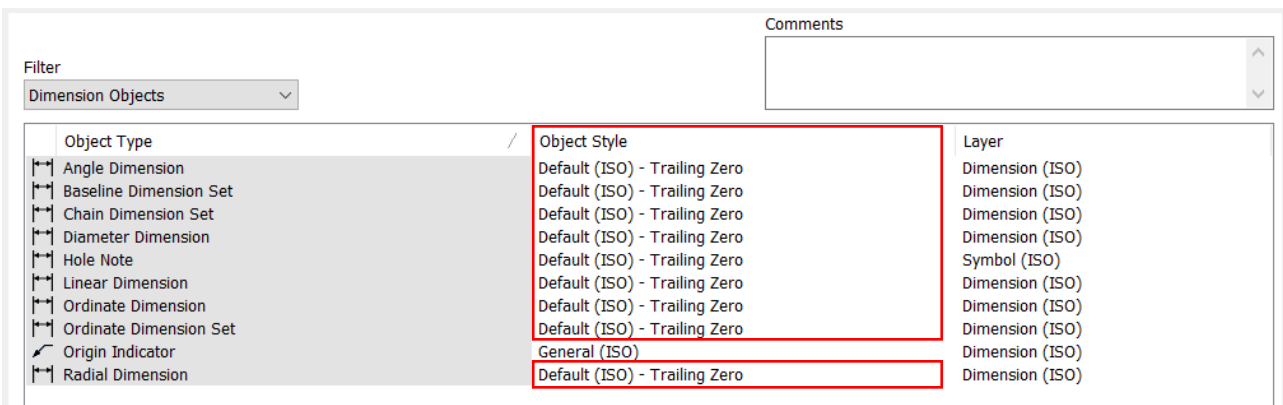 Comments
Filter
Dimension Objects
Object Type Object Style Layer
Angle Dimension Default (ISO) - Trailing Zero Dimension (ISO)
Baseline Dimension Set Default (ISO) - Trailing Zero Dimension (ISO)
Chain Dimension Set Default (ISO) - Trailing Zero Dimension (ISO)
Diameter Dimension Default (ISO) - Trailing Zero Dimension (ISO)
Hole Note Default (ISO) - Trailing Zero Symbol (ISO)
Linear Dimension Default (ISO) - Trailing Zero Dimension (ISO)
Ordinate Dimension Default (ISO) - Trailing Zero Dimension (ISO)
Ordinate Dimension Set Default (ISO) - Trailing Zero Dimension (ISO)
Origin Indicator General (ISO) Dimension (ISO)
Radial Dimension Default (ISO) - Trailing Zero Dimension (ISO)